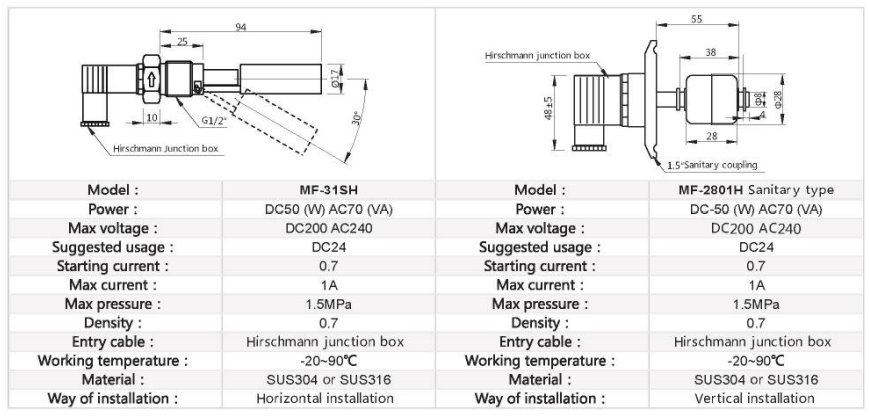 94
25
Ø17
30°
10
G1/2"
Hirschmann Junction box
Model : MF-31SH
Power : DC50 (W) AC70 (VA)
Max voltage : DC200 AC240
Suggested usage : DC24
Starting current : 0.7
Max current : 1A
Max pressure : 1.5MPa
Density : 0.7
Entry cable : Hirschmann junction box
Working temperature : -20~90℃
Material : SUS304 or SUS316
Way of installation : Horizontal installation
55
38
Hirschmann junction box
48±5
Φ8
Φ28
4
28
1.5"Sanitary coupling
Model : MF-2801H Sanitary type
Power : DC-50 (W) AC70 (VA)
Max voltage : DC200 AC240
Suggested usage : DC24
Starting current : 0.7
Max current : 1A
Max pressure : 1.5MPa
Density : 0.7
Entry cable : Hirschmann junction box
Working temperature : -20~90℃
Material : SUS304 or SUS316
Way of installation : Vertical installation